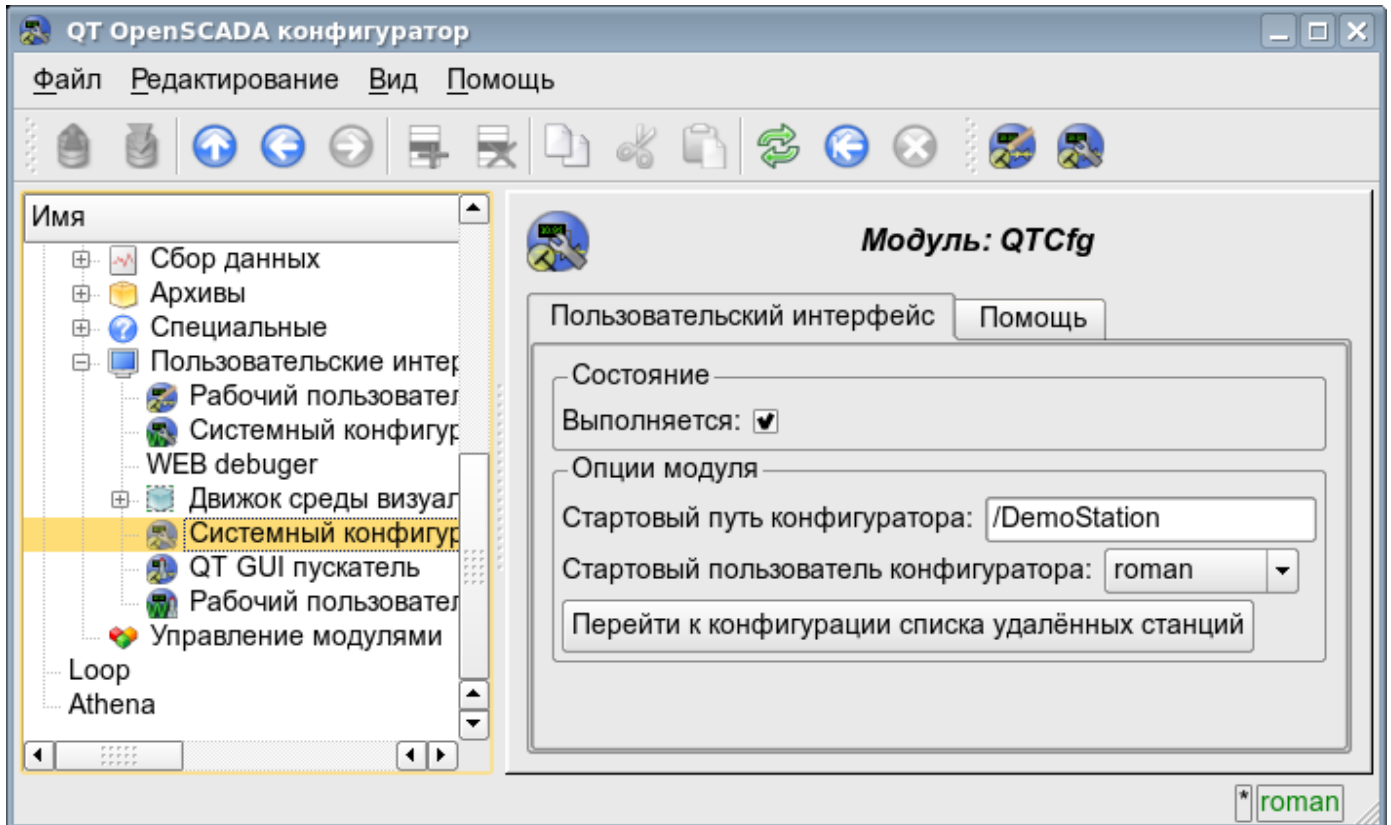 QT OpenSCADA конфигуратор
Файл Редактирование Вид Помощь
Имя
Сбор данных
Архивы
Специальные
Пользовательские интер
Рабочий пользовател
Системный конфигур
WEB debuger
Движок среды визуал
Системный конфигур
QT GUI пускатель
Рабочий пользовател
Управление модулями
Loop
Athena
Модуль: QTCfg
Пользовательский интерфейс Помощь
Состояние
Выполняется:
Опции модуля
Стартовый путь конфигуратора: /DemoStation
Стартовый пользователь конфигуратора: roman
Перейти к конфигурации списка удалённых станций
* roman